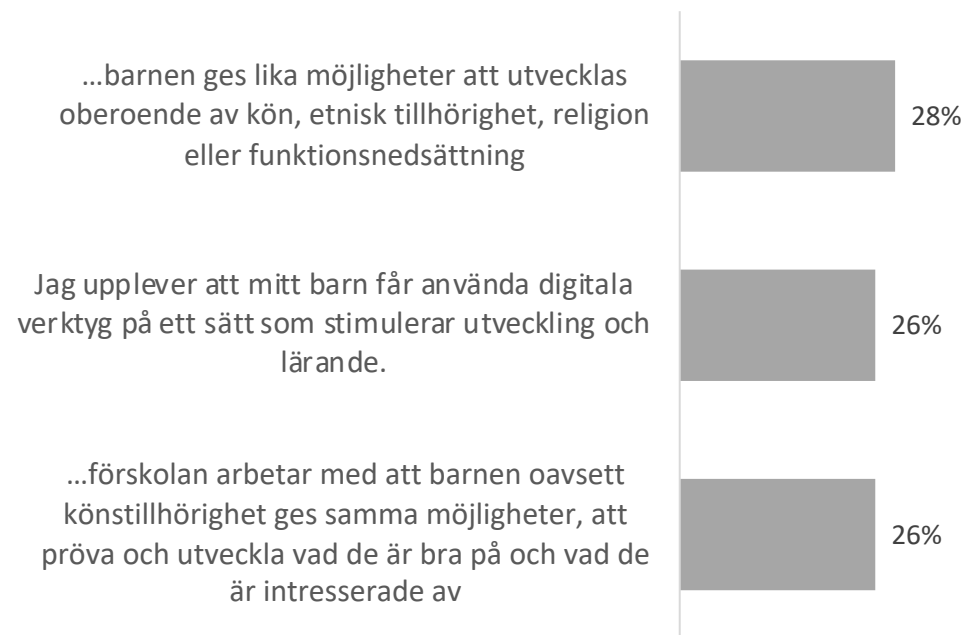 ...barnen ges lika möjligheter att utvecklas
oberoende av kön, etnisk tillhörighet, religion
eller funktionsnedsättning
28%
Jag upplever att mitt barn får använda digitala
verktyg på ett sätt som stimulerar utveckling och
lärande.
26%
...förskolan arbetar med att barnen oavsett
könstillhörighet ges samma möjligheter, att
pröva och utveckla vad de är bra på och vad de
är intresserade av
26%